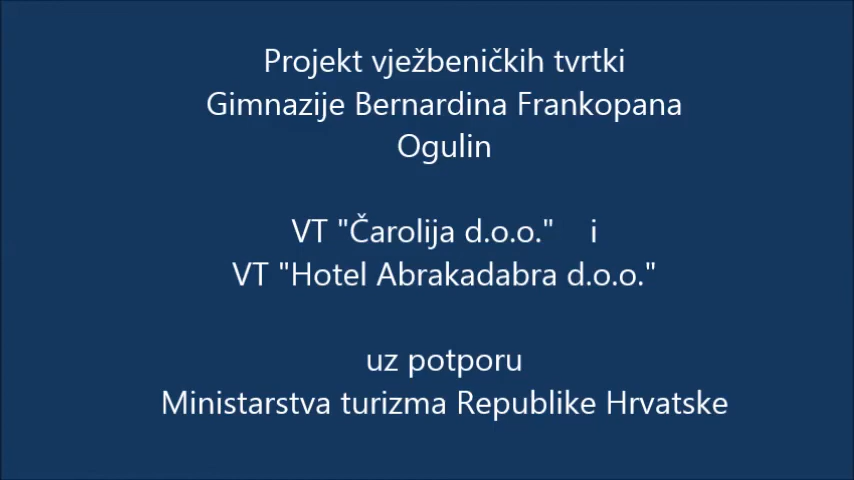 Projekt vježbeničkih tvrtki
Gimnazije Bernardina Frankopana
Ogulin
VT "Čarolija d.o.o." i
VT "Hotel Abrakadabra d.o.o."
uz potporu
Ministarstva turizma Republike Hrvatske